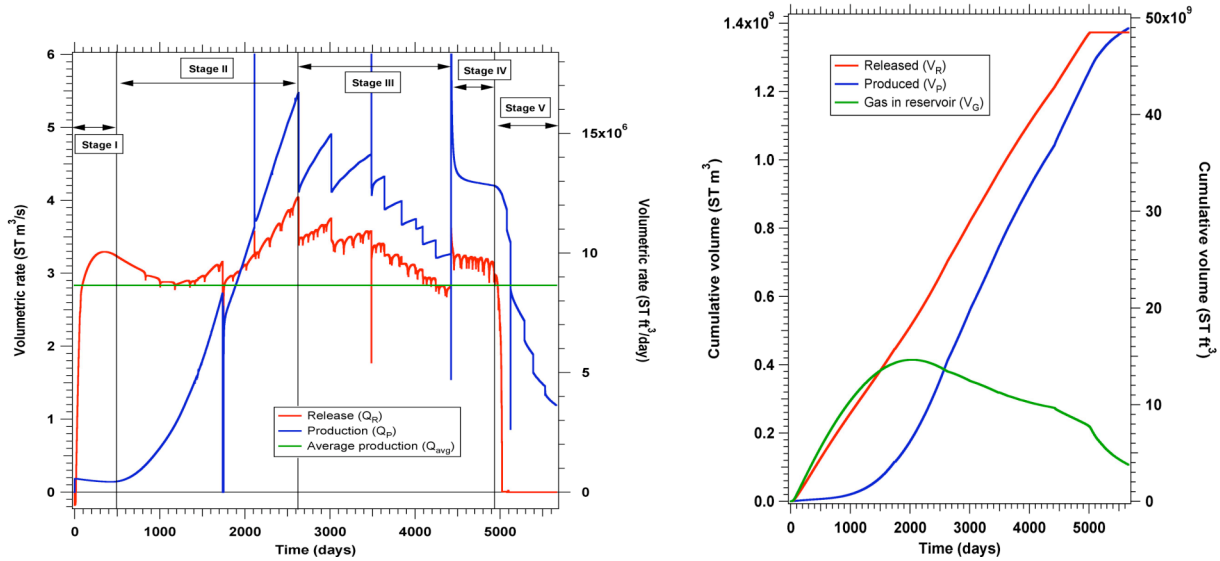 6
5
4
3
2
1
0
Volumetric rate (ST m³/s)
Stage I
Stage II
Stage III
Stage IV
Stage V
15x10⁶
10
5
0
Volumetric rate
(ST ft³/day)
Release (Q_R)
Production (Q_P)
Average production (Q_avg)
0 1000 2000 3000 4000 5000
Time (days)
1.4x10⁹
1.2
1.0
0.8
0.6
0.4
0.2
0.0
Cumulative volume (ST m³)
Released (V_R)
Produced (V_P)
Gas in reservoir (V_G)
50x10⁹
40
30
20
10
0
Cumulative volume
(ST ft³)
0 1000 2000 3000 4000 5000
Time (days)